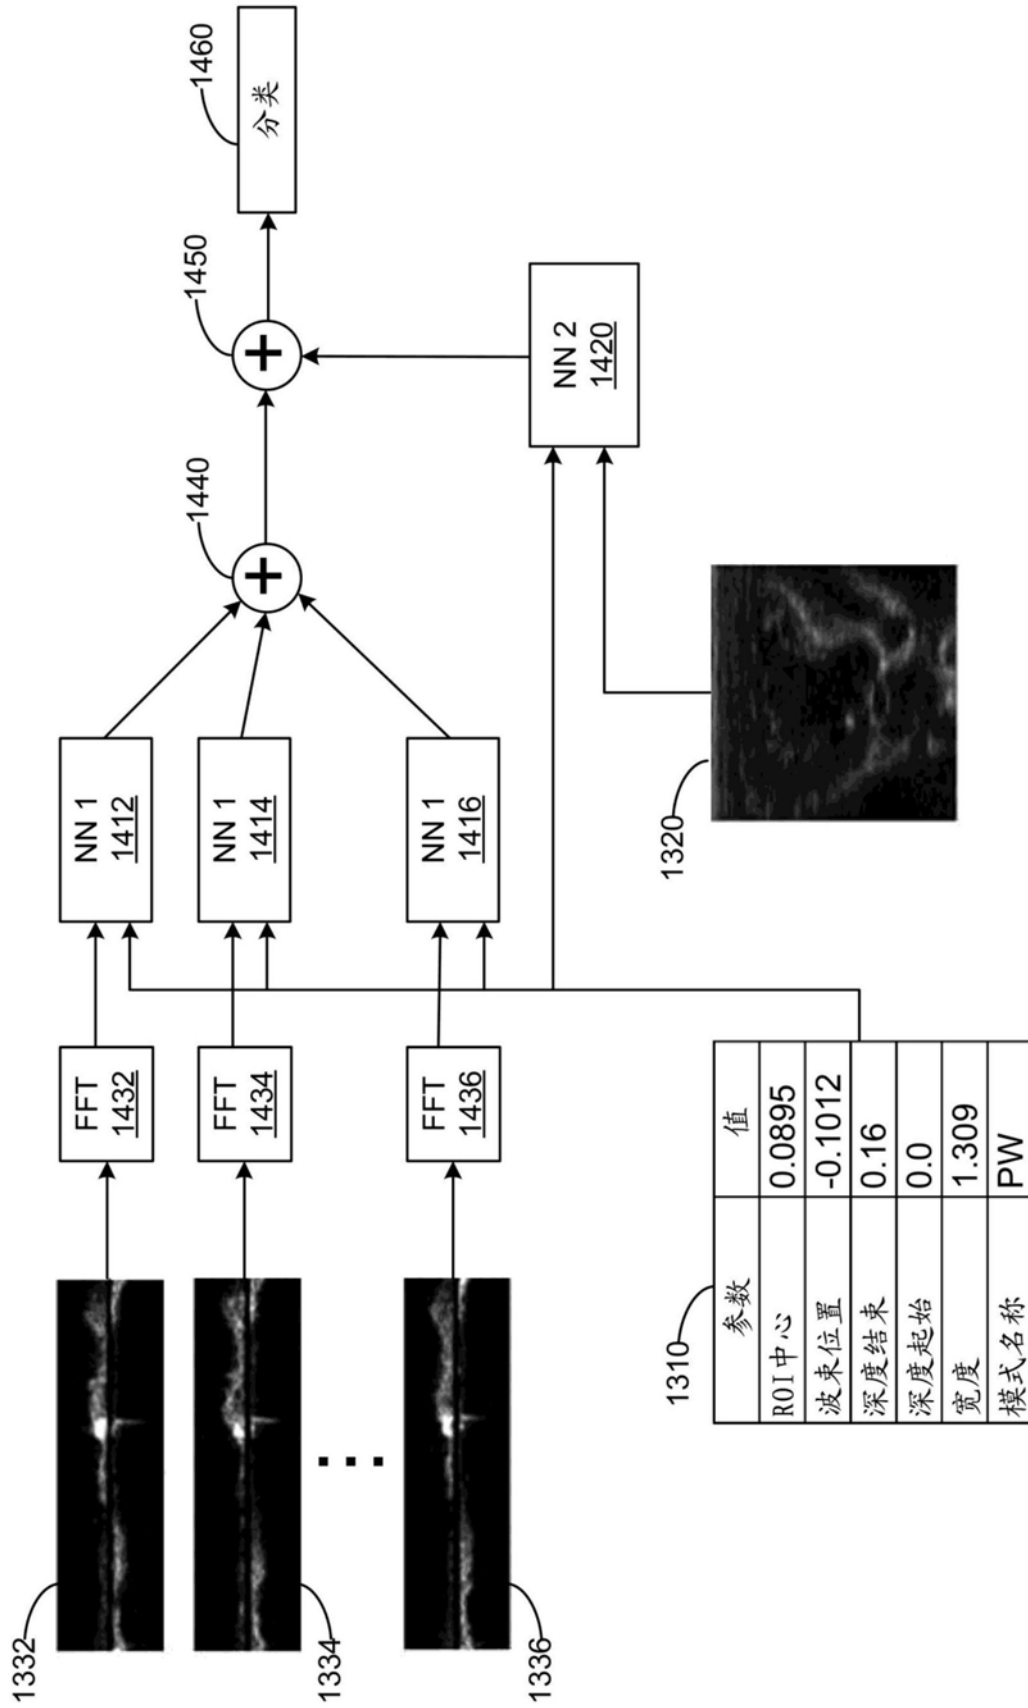 1332
1334
1336
FFT
1432
FFT
1434
FFT
1436
NN 1
1412
NN 1
1414
NN 1
1416
1440
1450
1460
分类
NN 2
1420
1320
1310
参数 值
ROI中心 0.0895
波束位置 -0.1012
深度结束 0.16
深度起始 0.0
宽度 1.309
模式名称 PW